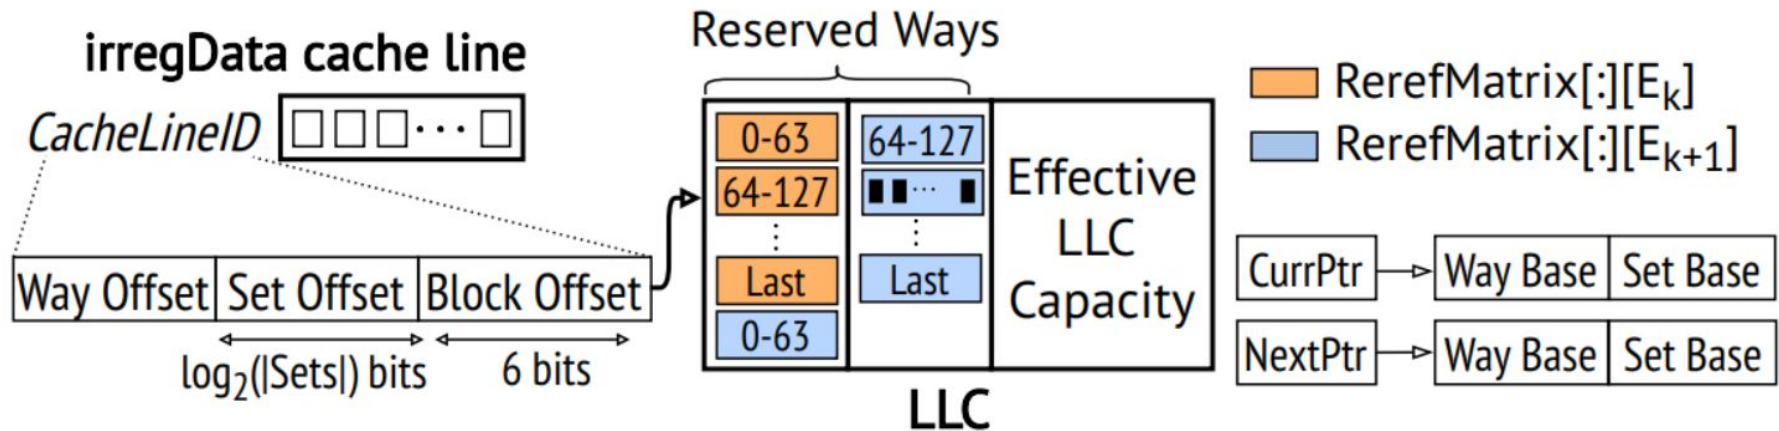 irregData cache line
CacheLineID
Way Offset Set Offset Block Offset
log2(|Sets|) bits 6 bits
Reserved Ways
0-63
64-127
Last
0-63
64-127
Last
Effective
LLC
Capacity
LLC
RerefMatrix[:][Ek]
RerefMatrix[:][Ek+1]
CurrPtr Way Base Set Base
NextPtr Way Base Set Base